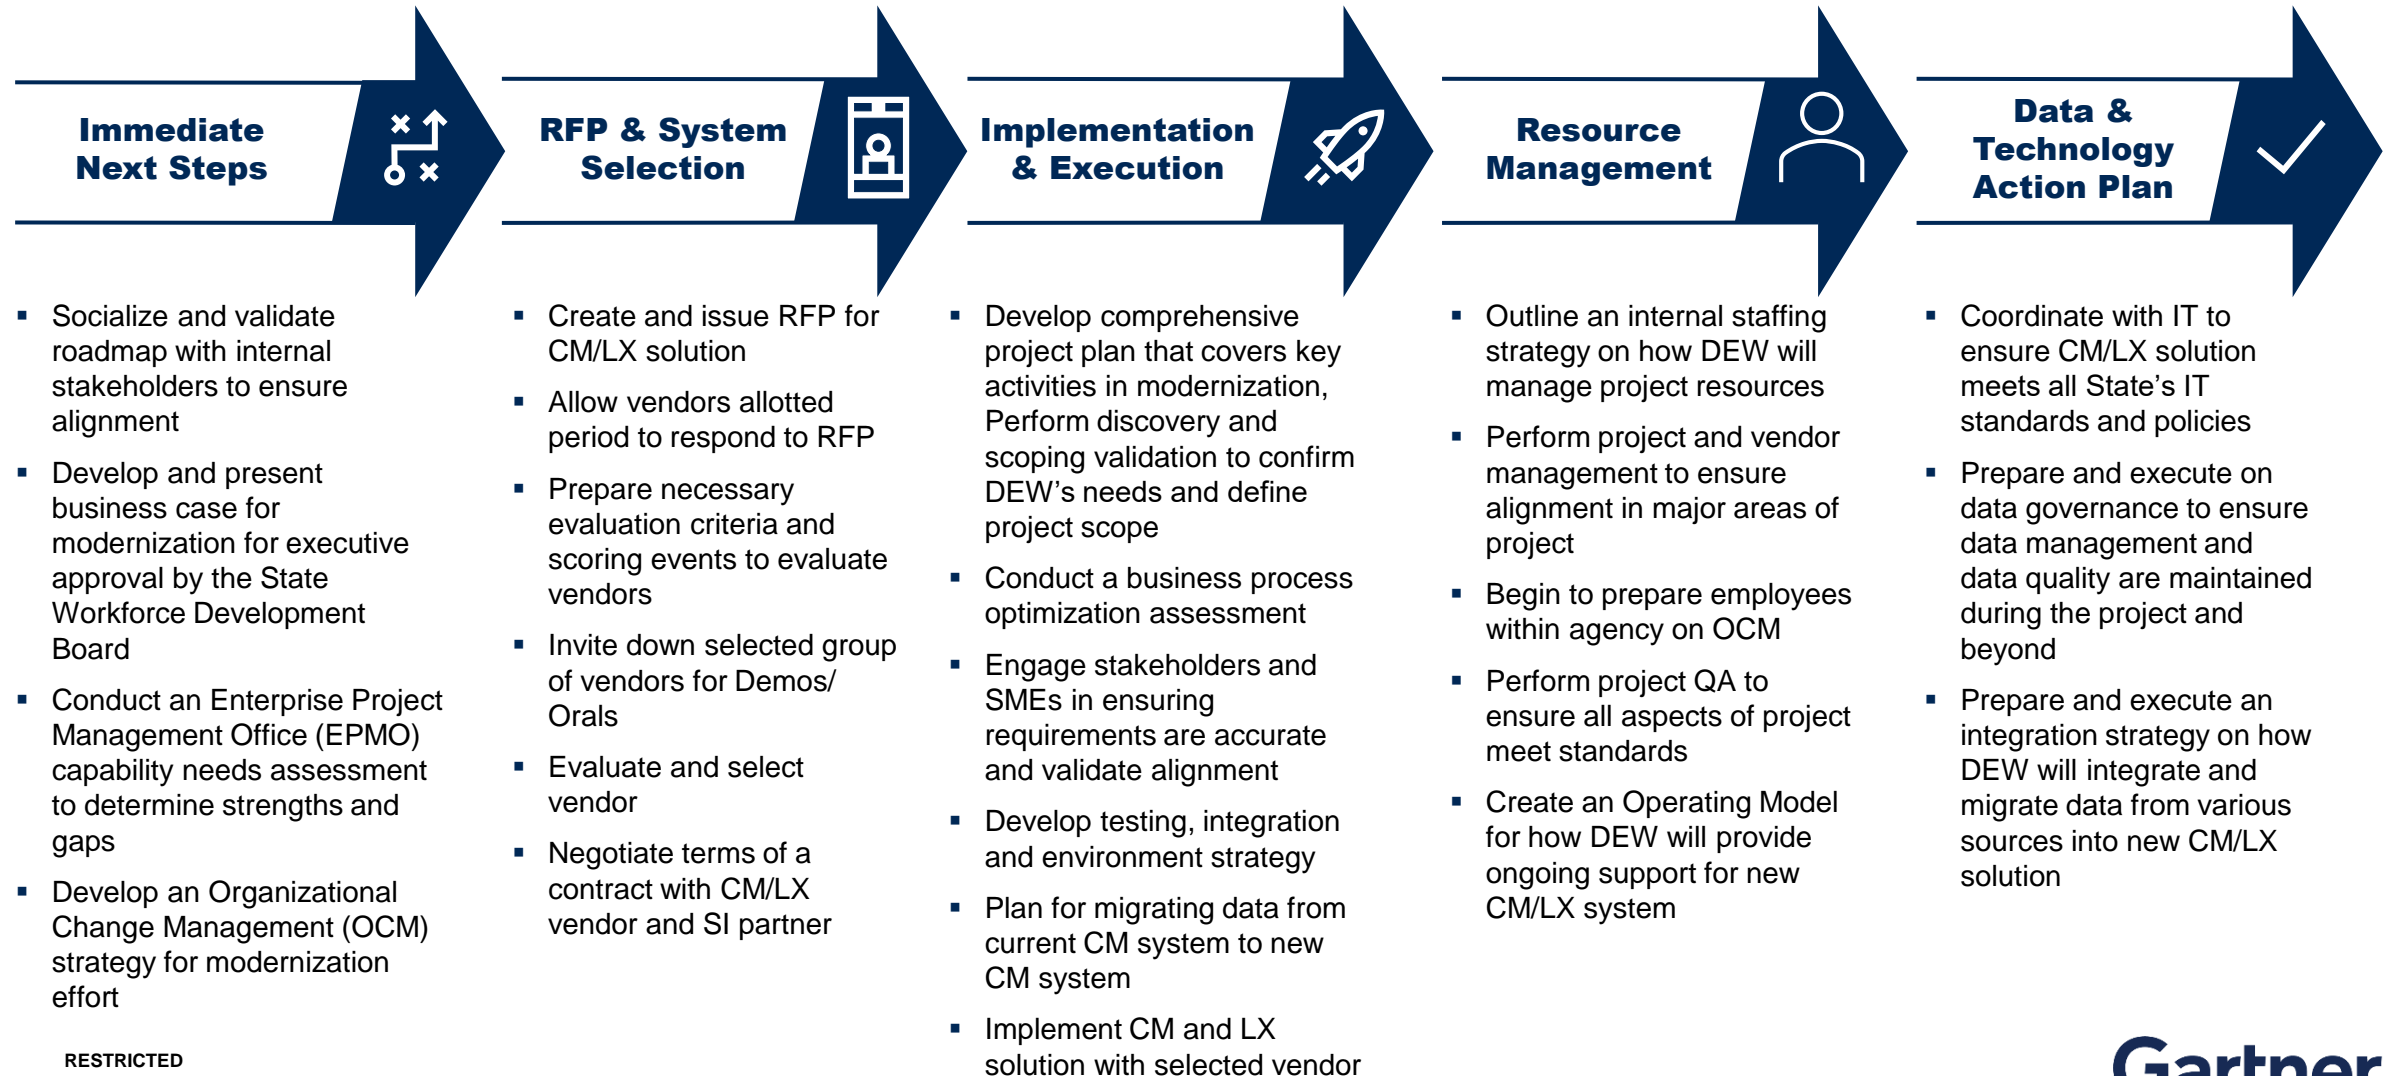 Immediate
Next Steps
RFP & System
Selection
Implementation
& Execution
Resource
Management
Data &
Technology
Action Plan
▪ Socialize and validate
roadmap with internal
stakeholders to ensure
alignment
▪ Develop and present
business case for
modernization for executive
approval by the State
Workforce Development
Board
▪ Conduct an Enterprise Project
Management Office (EPMO)
capability needs assessment
to determine strengths and
gaps
▪ Develop an Organizational
Change Management (OCM)
strategy for modernization
effort
▪ Create and issue RFP for
CM/LX solution
▪ Allow vendors allotted
period to respond to RFP
▪ Prepare necessary
evaluation criteria and
scoring events to evaluate
vendors
▪ Invite down selected group
of vendors for Demos/
Orals
▪ Evaluate and select
vendor
▪ Negotiate terms of a
contract with CM/LX
vendor and SI partner
▪ Develop comprehensive
project plan that covers key
activities in modernization,
Perform discovery and
scoping validation to confirm
DEW's needs and define
project scope
▪ Conduct a business process
optimization assessment
▪ Engage stakeholders and
SMEs in ensuring
requirements are accurate
and validate alignment
▪ Develop testing, integration
and environment strategy
▪ Plan for migrating data from
current CM system to new
CM system
▪ Implement CM and LX
solution with selected vendor
▪ Outline an internal staffing
strategy on how DEW will
manage project resources
▪ Perform project and vendor
management to ensure
alignment in major areas of
project
▪ Begin to prepare employees
within agency on OCM
▪ Perform project QA to
ensure all aspects of project
meet standards
▪ Create an Operating Model
for how DEW will provide
ongoing support for new
CM/LX system
▪ Coordinate with IT to
ensure CM/LX solution
meets all State's IT
standards and policies
▪ Prepare and execute on
data governance to ensure
data management and
data quality are maintained
during the project and
beyond
▪ Prepare and execute an
integration strategy on how
DEW will integrate and
migrate data from various
sources into new CM/LX
solution
RESTRICTED
Gartner